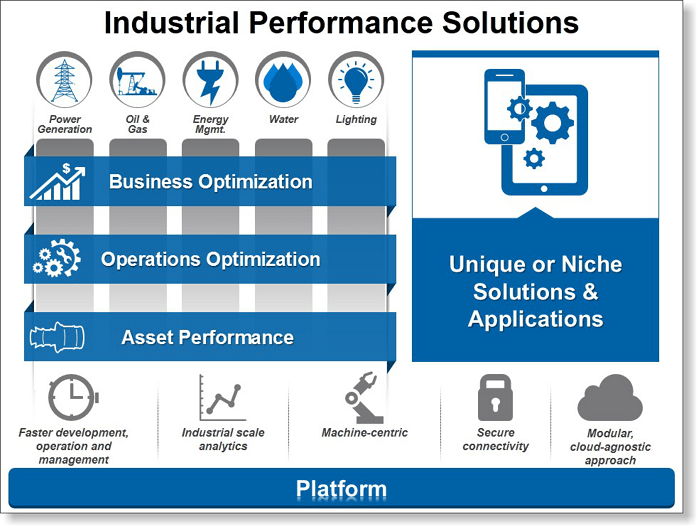 Industrial Performance Solutions
Power
Generation
Oil &
Gas
Energy
Mgmt.
Water
Lighting
$
Business Optimization
Operations Optimization
Asset Performance
Unique or Niche
Solutions &
Applications
Faster development,
operation and
management
Industrial scale
analytics
Machine-centric
Secure
connectivity
Modular,
cloud-agnostic
approach
Platform